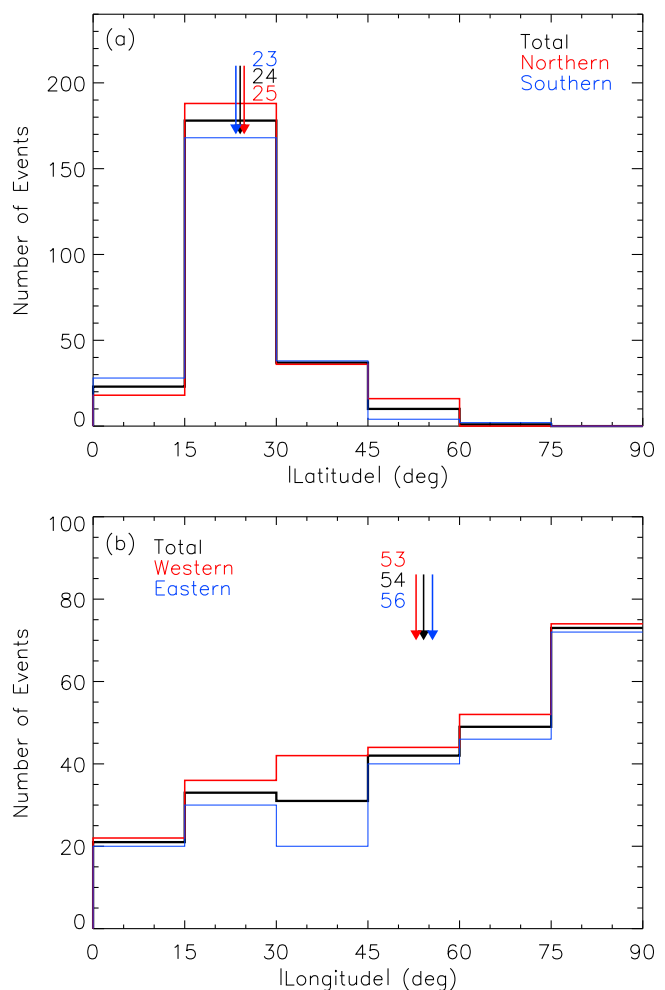 (a)
23
24
25
Total
Northern
Southern
200
150
100
50
0
Number of Events
0 15 30 45 60 75 90
|Latitude| (deg)
(b)
Total
Western
Eastern
53
54
56
100
80
60
40
20
0
Number of Events
0 15 30 45 60 75 90
|Longitude| (deg)